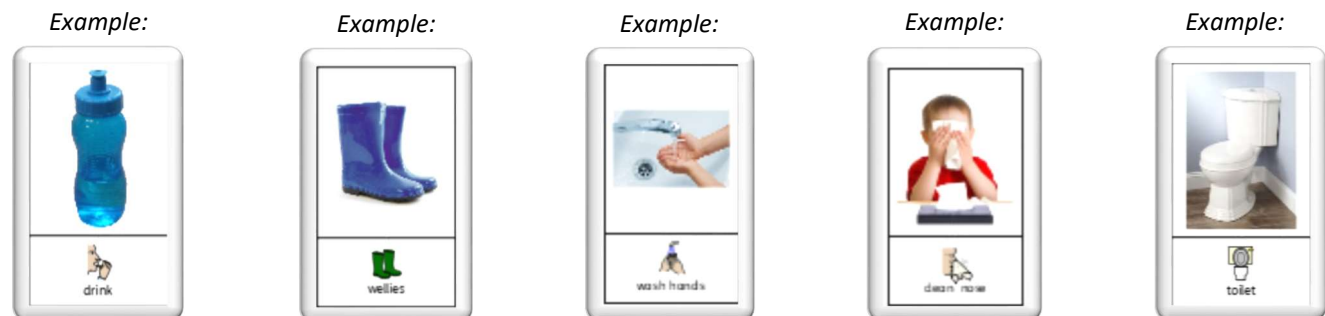 Example:
Example:
Example:
Example:
Example:
drink
wellies
wash hands
clean nose
toilet